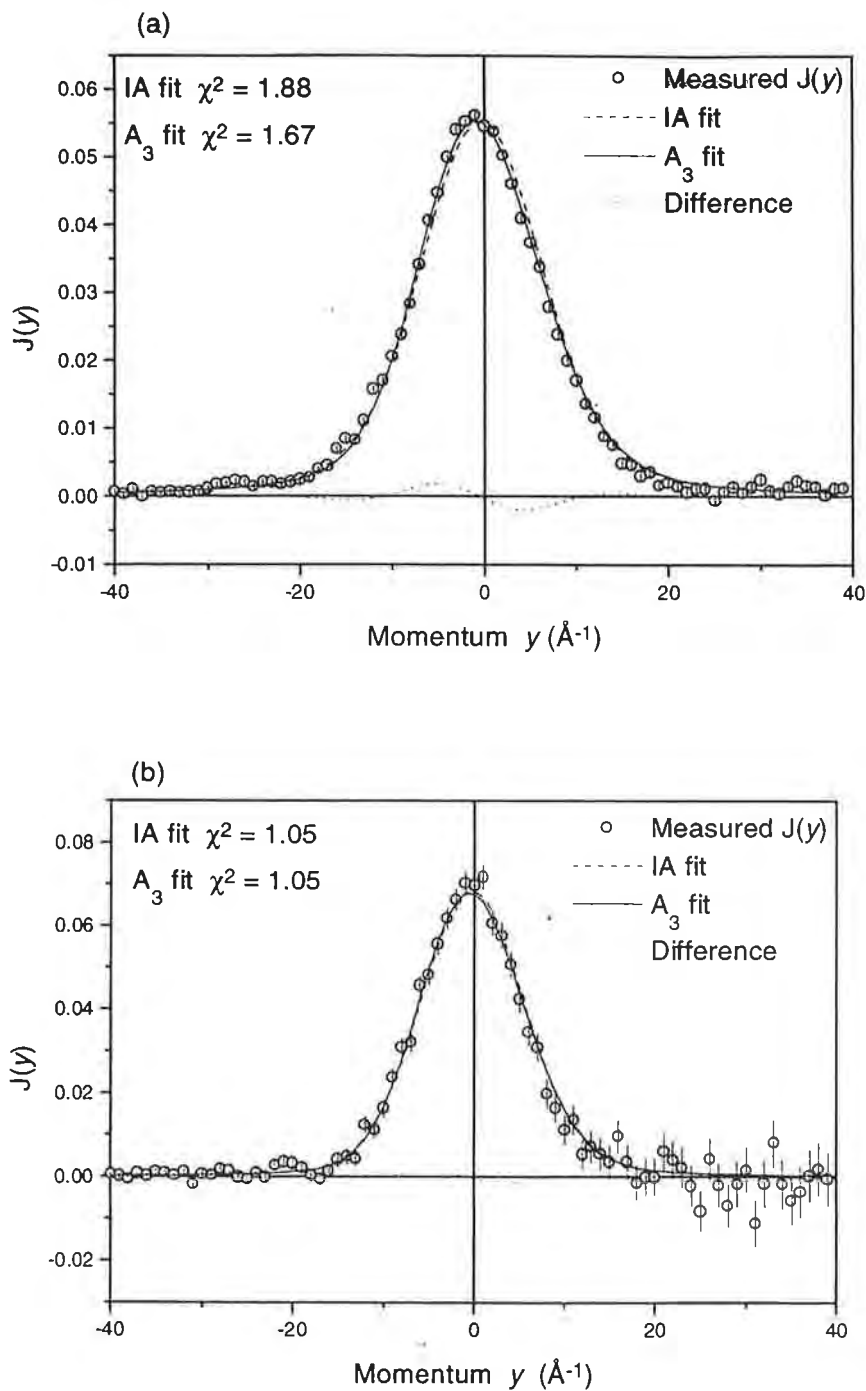 (a)
IA fit χ² = 1.88
A₃ fit χ² = 1.67
Measured J(y)
IA fit
A₃ fit
Difference
0.06
0.05
0.04
0.03
0.02
0.01
0.00
-0.01
J(y)
-40 -20 0 20 40
Momentum y (Å⁻¹)
(b)
IA fit χ² = 1.05
A₃ fit χ² = 1.05
Measured J(y)
IA fit
A₃ fit
Difference
0.08
0.06
0.04
0.02
0.00
-0.02
J(y)
-40 -20 0 20 40
Momentum y (Å⁻¹)